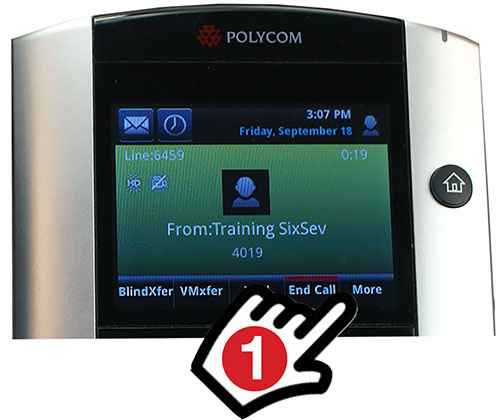 POLYCOM
3:07 PM
Friday, September 18
Line:6459 0:19
HD
From:Training SixSev
4019
BlindXfer VMxfer End Call More
1